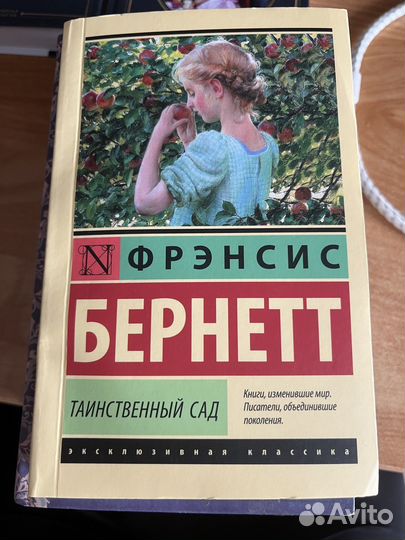 N
ФРЭНСИС
БЕРНЕТТ
ТАИНСТВЕННЫЙ САД
Книги, изменившие мир.
Писатели, объединившие
поколения.
эксклюзивная классика
Avito